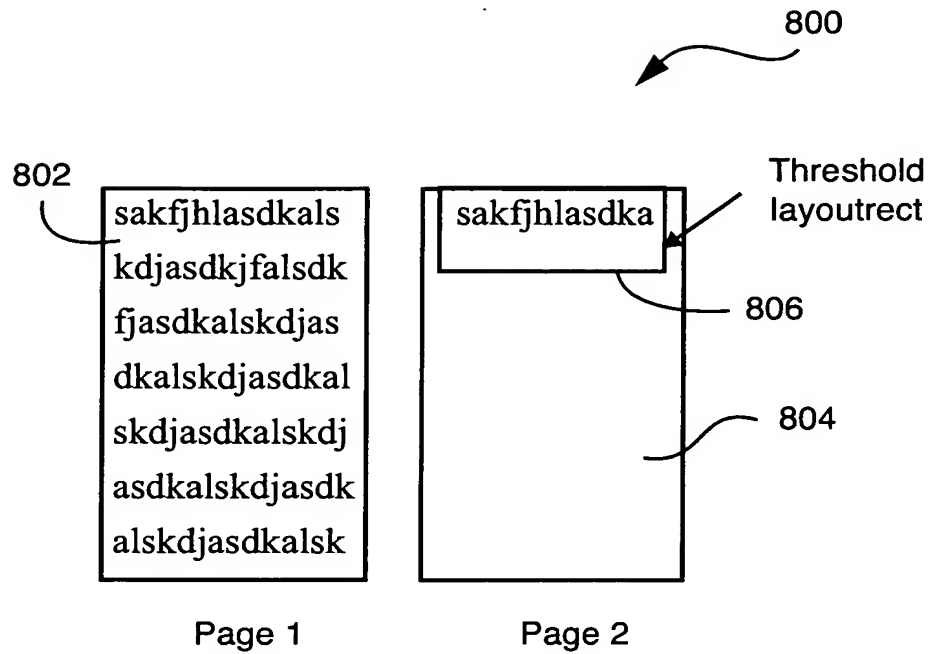 800
802
sakfjhlasdkals
kdjasdkjfalsdk
fjasdkalskdjas
dkalskdjasdkal
skdjasdkalskdj
asdkalskdjasdk
alskdjasdkalsk
Page 1
sakfjhlasdka
Threshold
layoutrect
806
804
Page 2